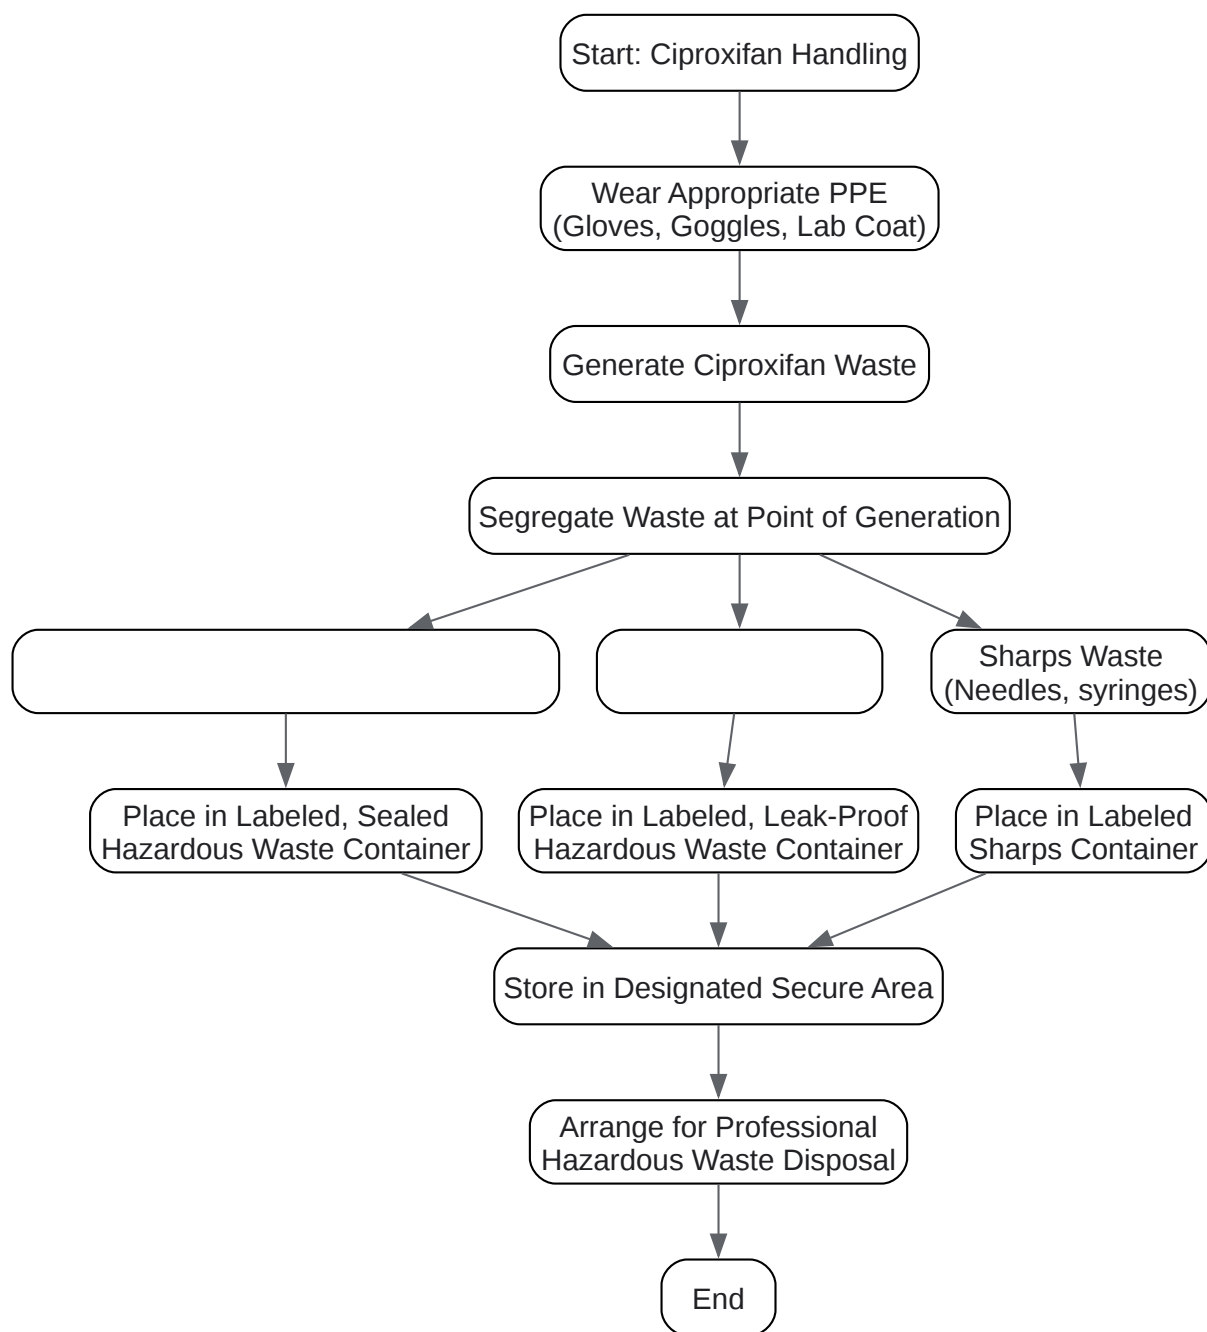 Start: Ciproxifan Handling
Wear Appropriate PPE
(Gloves, Goggles, Lab Coat)
Generate Ciproxifan Waste
Segregate Waste at Point of Generation
Sharps Waste
(Needles, syringes)
Place in Labeled, Sealed
Hazardous Waste Container
Place in Labeled, Leak-Proof
Hazardous Waste Container
Place in Labeled
Sharps Container
Store in Designated Secure Area
Arrange for Professional
Hazardous Waste Disposal
End